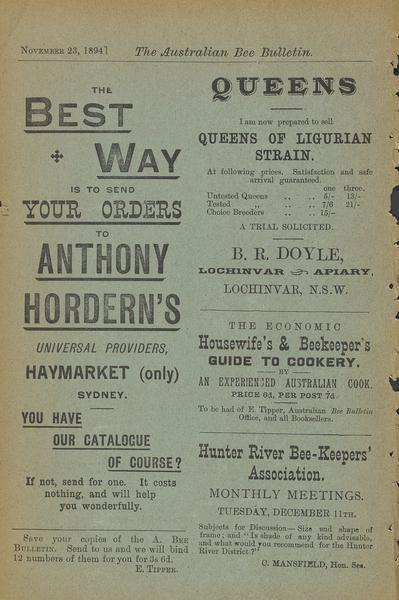 November 23, 1894] The Australian Bee Bulletin.
THE
BEST
WAY
IS TO SEND
YOUR ORDERS
TO
ANTHONY
HORDERN'S
UNIVERSAL PROVIDERS,
HAYMARKET (only)
SYDNEY.
YOU HAVE
OUR CATALOGUE
OF COURSE?
If not, send for one. It costs
nothing, and will help
you wonderfully.
Save your copies of the A. Bee
Bulletin. Send to us and we will bind
12 numbers of them for you for 3s 6d.
E. Tipper.
QUEENS
I am now prepared to sell
QUEENS OF LIGURIAN
STRAIN.
At following prices. Satisfaction and safe
arrival guaranteed.
one three.
Untested Queens ,, .. 5/- 13/-
Tested ,, .. .. 7/6 21/-
Choice Breeders .. .. 15/-
A TRIAL SOLICITED.
B. R. DOYLE,
LOCHINVAR APIARY,
LOCHINVAR, N.S.W.
THE ECONOMIC
Housewife's & Beekeeper's
GUIDE TO COOKERY.
—BY—
AN EXPERIENCED AUSTRALIAN COOK.
PRICE 6d, PER POST 7d.
To be had of E. Tipper, Australian Bee Bulletin
Office, and all Booksellers.
Hunter River Bee-Keepers'
Association.
MONTHLY MEETINGS.
TUESDAY, DECEMBER 11TH.
Subjects for Discussion—Size and shape of
frame; and "Is shade of any kind advisable,
and what would you recommend for the Hunter
River District?"
C. MANSFIELD, Hon. Sec.